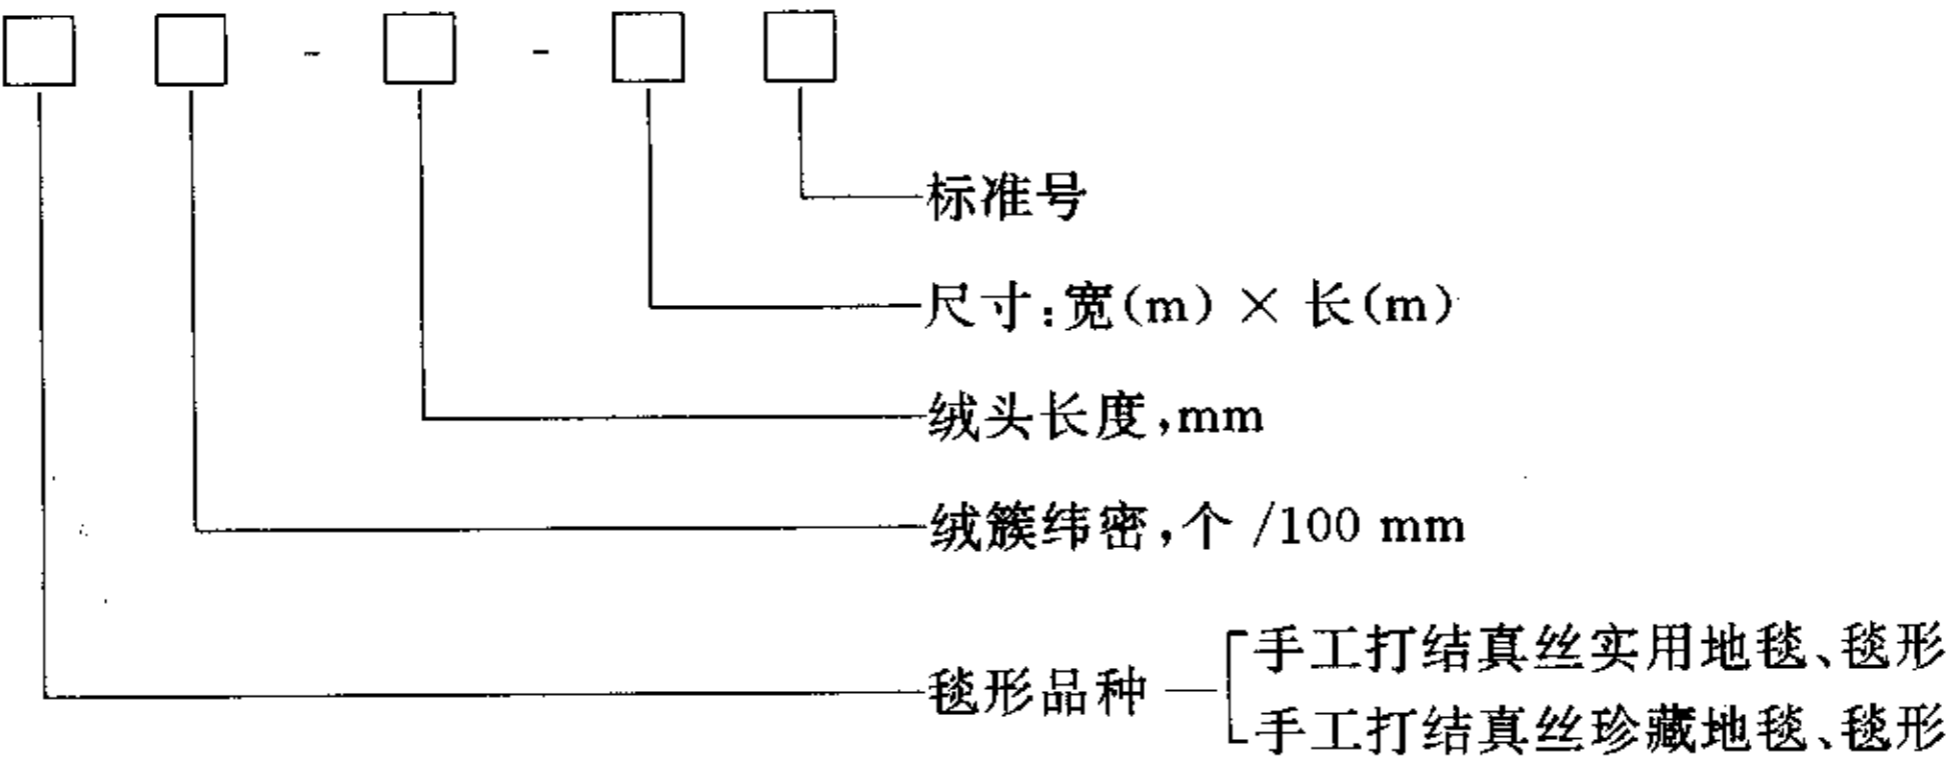 □ □ - □ - □ □
标准号
尺寸:宽(m) × 长(m)
绒头长度,mm
绒簇纬密,个 /100 mm
手工打结真丝实用地毯、毯形
毯形品种
手工打结真丝珍藏地毯、毯形